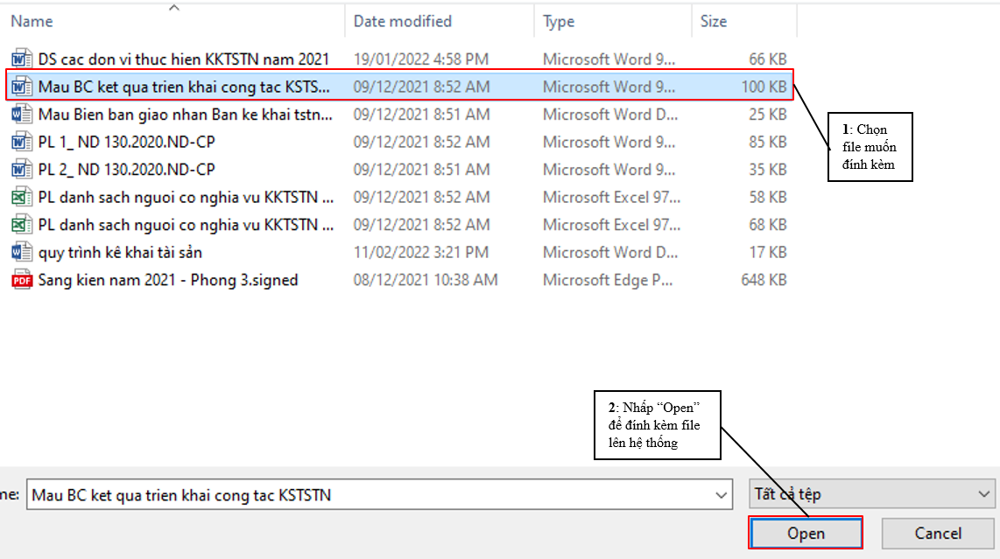 Name Date modified Type Size
DS cac don vi thuc hien KKTSTN nam 2021 19/01/2022 4:58 PM Microsoft Word 9... 66 KB
Mau BC ket qua trien khai cong tac KSTS... 09/12/2021 8:52 AM Microsoft Word 9... 100 KB
Mau Bien ban giao nhan Ban ke khai tstn... 09/12/2021 8:51 AM Microsoft Word D... 25 KB
PL 1_ ND 130.2020.ND-CP 09/12/2021 8:52 AM Microsoft Word 9... 85 KB
PL 2_ ND 130.2020.ND-CP 09/12/2021 8:51 AM Microsoft Word 9... 35 KB
PL danh sach nguoi co nghia vu KKTSTN ... 09/12/2021 8:52 AM Microsoft Excel 97... 58 KB
PL danh sach nguoi co nghia vu KKTSTN ... 09/12/2021 8:52 AM Microsoft Excel 97... 68 KB
quy trình kê khai tài sản 11/02/2022 3:21 PM Microsoft Word D... 17 KB
PDF Sang kien nam 2021 - Phong 3.signed 08/12/2021 10:38 AM Microsoft Edge P... 648 KB
1: Chọn
file muốn
đính kèm
2: Nhấp “Open”
để đính kèm file
lên hệ thống
me: Mau BC ket qua trien khai cong tac KSTSTN Tất cả tệp
Open Cancel